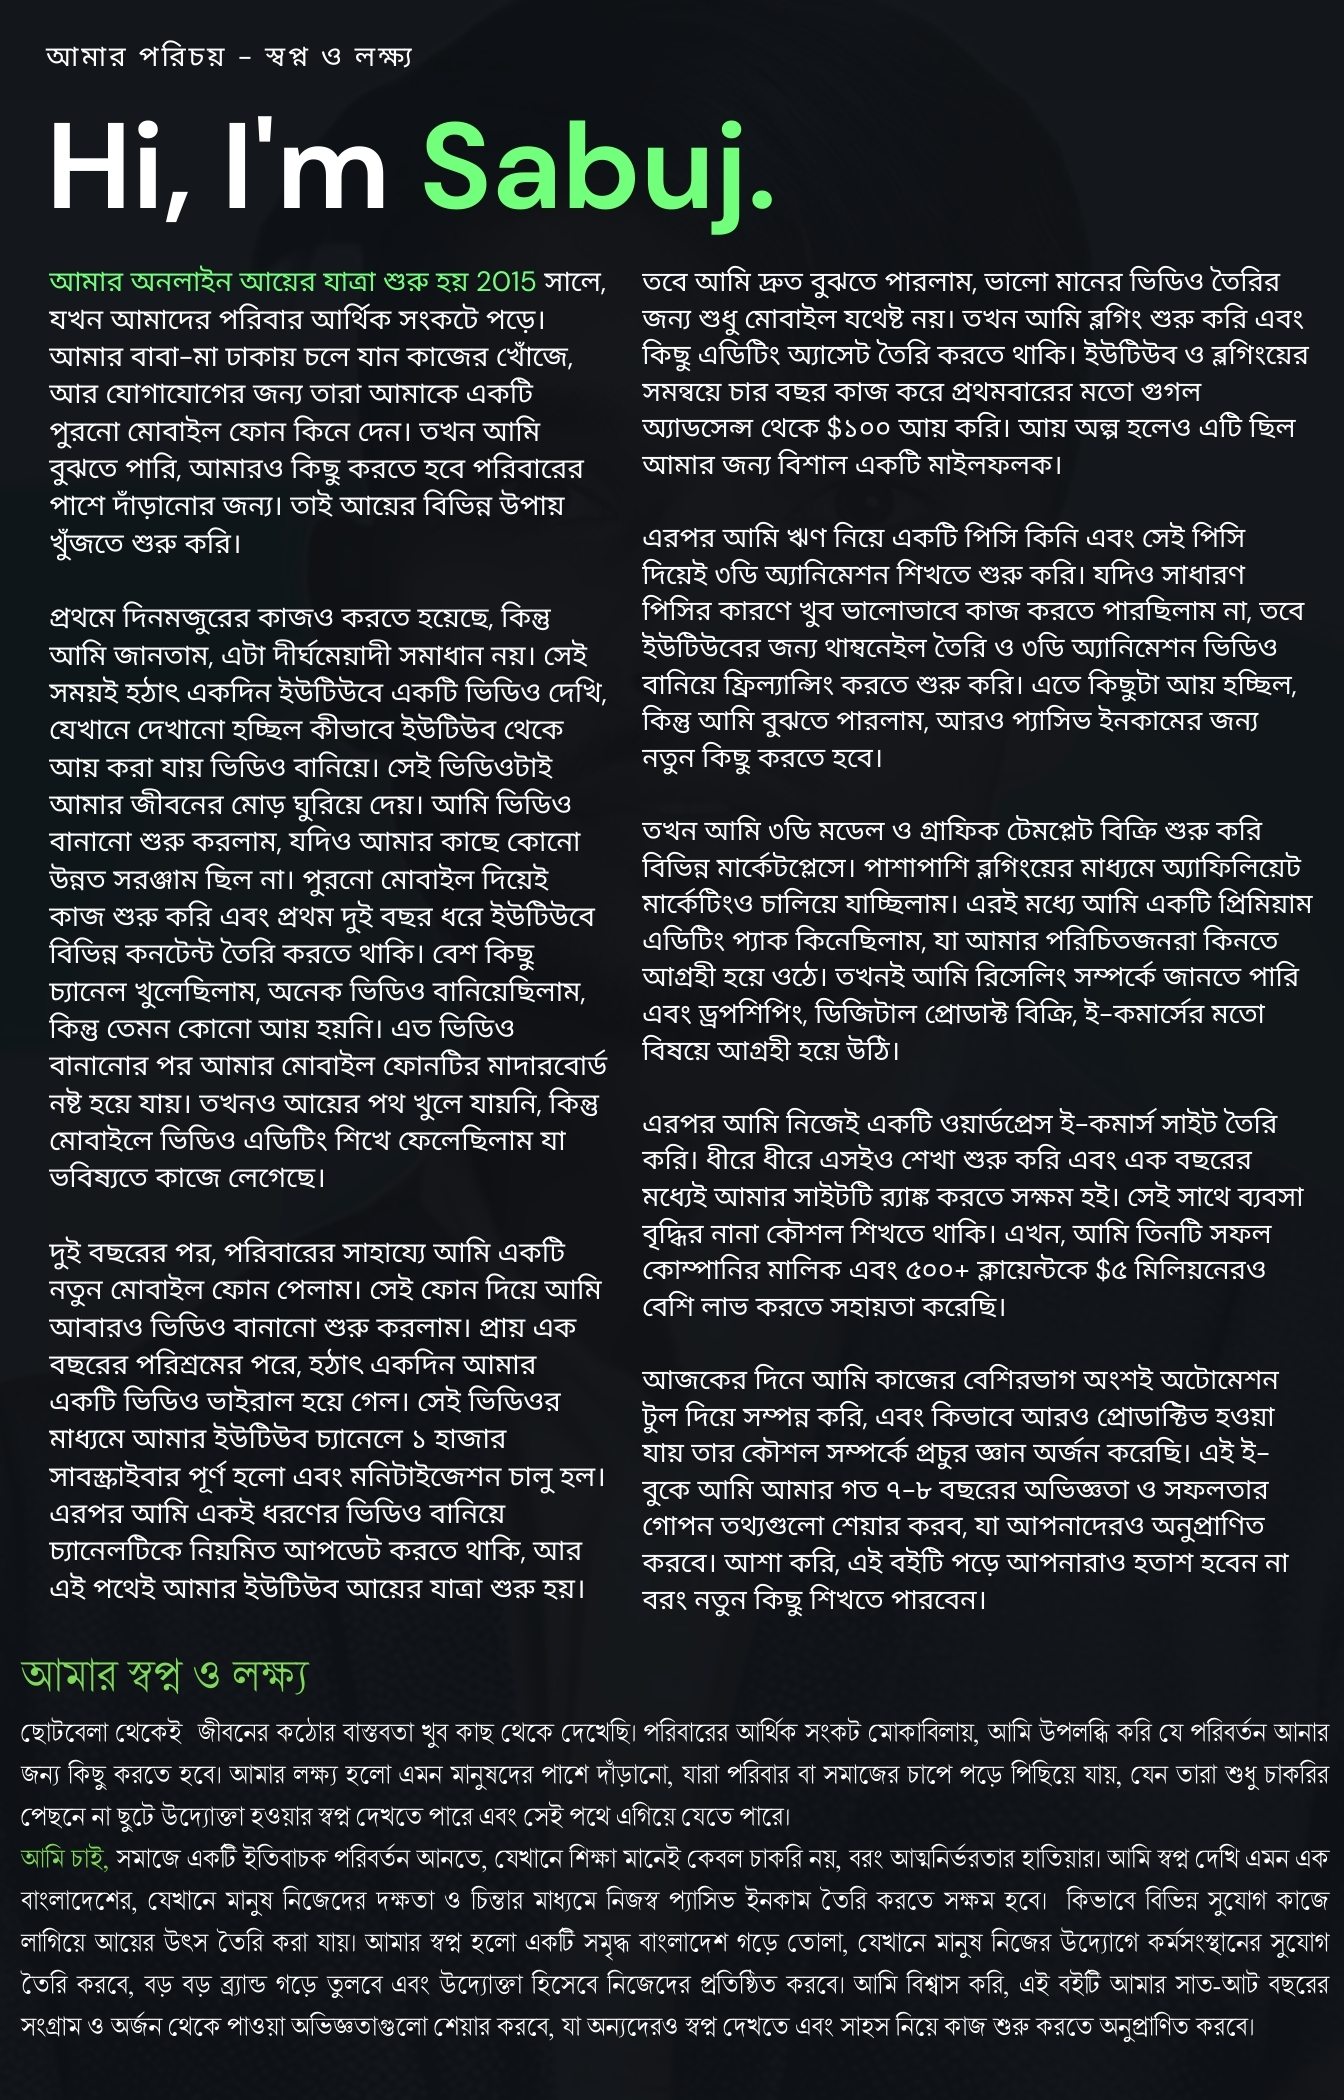 আমার পরিচয় - স্বপ্ন ও লক্ষ্য
Hi, I'm Sabuj.
আমার অনলাইন আয়ের যাত্রা শুরু হয় 2015 সালে,
যখন আমাদের পরিবার আর্থিক সংকটে পড়ে।
আমার বাবা-মা ঢাকায় চলে যান কাজের খোঁজে,
আর যোগাযোগের জন্য তারা আমাকে একটি
পুরনো মোবাইল ফোন কিনে দেন। তখন আমি
বুঝতে পারি, আমারও কিছু করতে হবে পরিবারের
পাশে দাঁড়ানোর জন্য। তাই আয়ের বিভিন্ন উপায়
খুঁজতে শুরু করি।
প্রথমে দিনমজুরের কাজও করতে হয়েছে, কিন্তু
আমি জানতাম, এটা দীর্ঘমেয়াদী সমাধান নয়। সেই
সময়ই হঠাৎ একদিন ইউটিউবে একটি ভিডিও দেখি,
যেখানে দেখানো হচ্ছিল কীভাবে ইউটিউব থেকে
আয় করা যায় ভিডিও বানিয়ে। সেই ভিডিওটাই
আমার জীবনের মোড় ঘুরিয়ে দেয়। আমি ভিডিও
বানানো শুরু করলাম, যদিও আমার কাছে কোনো
উন্নত সরঞ্জাম ছিল না। পুরনো মোবাইল দিয়েই
কাজ শুরু করি এবং প্রথম দুই বছর ধরে ইউটিউবে
বিভিন্ন কনটেন্ট তৈরি করতে থাকি। বেশ কিছু
চ্যানেল খুলেছিলাম, অনেক ভিডিও বানিয়েছিলাম,
কিন্তু তেমন কোনো আয় হয়নি। এত ভিডিও
বানানোর পর আমার মোবাইল ফোনটির মাদারবোর্ড
নষ্ট হয়ে যায়। তখনও আয়ের পথ খুলে যায়নি, কিন্তু
মোবাইলে ভিডিও এডিটিং শিখে ফেলেছিলাম যা
ভবিষ্যতে কাজে লেগেছে।
দুই বছরের পর, পরিবারের সাহায্যে আমি একটি
নতুন মোবাইল ফোন পেলাম। সেই ফোন দিয়ে আমি
আবারও ভিডিও বানানো শুরু করলাম। প্রায় এক
বছরের পরিশ্রমের পরে, হঠাৎ একদিন আমার
একটি ভিডিও ভাইরাল হয়ে গেল। সেই ভিডিওর
মাধ্যমে আমার ইউটিউব চ্যানেলে ১ হাজার
সাবস্ক্রাইবার পূর্ণ হলো এবং মনিটাইজেশন চালু হল।
এরপর আমি একই ধরণের ভিডিও বানিয়ে
চ্যানেলটিকে নিয়মিত আপডেট করতে থাকি, আর
এই পথেই আমার ইউটিউব আয়ের যাত্রা শুরু হয়।
তবে আমি দ্রুত বুঝতে পারলাম, ভালো মানের ভিডিও তৈরির
জন্য শুধু মোবাইল যথেষ্ট নয়। তখন আমি ব্লগিং শুরু করি এবং
কিছু এডিটিং অ্যাসেট তৈরি করতে থাকি। ইউটিউব ও ব্লগিংয়ের
সমন্বয়ে চার বছর কাজ করে প্রথমবারের মতো গুগল
অ্যাডসেন্স থেকে $১০০ আয় করি। আয় অল্প হলেও এটি ছিল
আমার জন্য বিশাল একটি মাইলফলক।
এরপর আমি ঋণ নিয়ে একটি পিসি কিনি এবং সেই পিসি
দিয়েই ৩ডি অ্যানিমেশন শিখতে শুরু করি। যদিও সাধারণ
পিসির কারণে খুব ভালোভাবে কাজ করতে পারছিলাম না, তবে
ইউটিউবের জন্য থাম্বনেইল তৈরি ও ৩ডি অ্যানিমেশন ভিডিও
বানিয়ে ফ্রিল্যান্সিং করতে শুরু করি। এতে কিছুটা আয় হচ্ছিল,
কিন্তু আমি বুঝতে পারলাম, আরও প্যাসিভ ইনকামের জন্য
নতুন কিছু করতে হবে।
তখন আমি ৩ডি মডেল ও গ্রাফিক টেমপ্লেট বিক্রি শুরু করি
বিভিন্ন মার্কেটপ্লেসে। পাশাপাশি ব্লগিংয়ের মাধ্যমে অ্যাফিলিয়েট
মার্কেটিংও চালিয়ে যাচ্ছিলাম। এরই মধ্যে আমি একটি প্রিমিয়াম
এডিটিং প্যাক কিনেছিলাম, যা আমার পরিচিতজনরা কিনতে
আগ্রহী হয়ে ওঠে। তখনই আমি রিসেলিং সম্পর্কে জানতে পারি
এবং ড্রপশিপিং, ডিজিটাল প্রোডাক্ট বিক্রি, ই-কমার্সের মতো
বিষয়ে আগ্রহী হয়ে উঠি।
এরপর আমি নিজেই একটি ওয়ার্ডপ্রেস ই-কমার্স সাইট তৈরি
করি। ধীরে ধীরে এসইও শেখা শুরু করি এবং এক বছরের
মধ্যেই আমার সাইটটি র‍্যাঙ্ক করতে সক্ষম হই। সেই সাথে ব্যবসা
বৃদ্ধির নানা কৌশল শিখতে থাকি। এখন, আমি তিনটি সফল
কোম্পানির মালিক এবং ৫০০+ ক্লায়েন্টকে $৫ মিলিয়নেরও
বেশি লাভ করতে সহায়তা করেছি।
আজকের দিনে আমি কাজের বেশিরভাগ অংশই অটোমেশন
টুল দিয়ে সম্পন্ন করি, এবং কিভাবে আরও প্রোডাক্টিভ হওয়া
যায় তার কৌশল সম্পর্কে প্রচুর জ্ঞান অর্জন করেছি। এই ই-
বুকে আমি আমার গত ৭-৮ বছরের অভিজ্ঞতা ও সফলতার
গোপন তথ্যগুলো শেয়ার করব, যা আপনাদেরও অনুপ্রাণিত
করবে। আশা করি, এই বইটি পড়ে আপনারাও হতাশ হবেন না
বরং নতুন কিছু শিখতে পারবেন।
আমার স্বপ্ন ও লক্ষ্য
ছোটবেলা থেকেই জীবনের কঠোর বাস্তবতা খুব কাছ থেকে দেখেছি। পরিবারের আর্থিক সংকট মোকাবিলায়, আমি উপলব্ধি করি যে পরিবর্তন আনার
জন্য কিছু করতে হবে। আমার লক্ষ্য হলো এমন মানুষদের পাশে দাঁড়ানো, যারা পরিবার বা সমাজের চাপে পড়ে পিছিয়ে যায়, যেন তারা শুধু চাকরির
পেছনে না ছুটে উদ্যোক্তা হওয়ার স্বপ্ন দেখতে পারে এবং সেই পথে এগিয়ে যেতে পারে।
আমি চাই, সমাজে একটি ইতিবাচক পরিবর্তন আনতে, যেখানে শিক্ষা মানেই কেবল চাকরি নয়, বরং আত্মনির্ভরতার হাতিয়ার। আমি স্বপ্ন দেখি এমন এক
বাংলাদেশের, যেখানে মানুষ নিজেদের দক্ষতা ও চিন্তার মাধ্যমে নিজস্ব প্যাসিভ ইনকাম তৈরি করতে সক্ষম হবে। কিভাবে বিভিন্ন সুযোগ কাজে
লাগিয়ে আয়ের উৎস তৈরি করা যায়। আমার স্বপ্ন হলো একটি সমৃদ্ধ বাংলাদেশ গড়ে তোলা, যেখানে মানুষ নিজের উদ্যোগে কর্মসংস্থানের সুযোগ
তৈরি করবে, বড় বড় ব্র্যান্ড গড়ে তুলবে এবং উদ্যোক্তা হিসেবে নিজেদের প্রতিষ্ঠিত করবে। আমি বিশ্বাস করি, এই বইটি আমার সাত-আট বছরের
সংগ্রাম ও অর্জন থেকে পাওয়া অভিজ্ঞতাগুলো শেয়ার করবে, যা অন্যদেরও স্বপ্ন দেখতে এবং সাহস নিয়ে কাজ শুরু করতে অনুপ্রাণিত করবে।